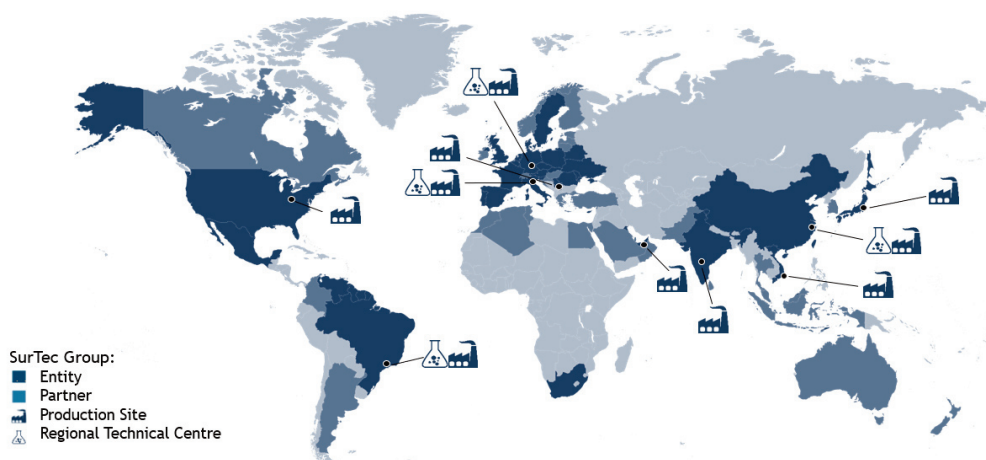 SurTec Group:
Entity
Partner
Production Site
Regional Technical Centre